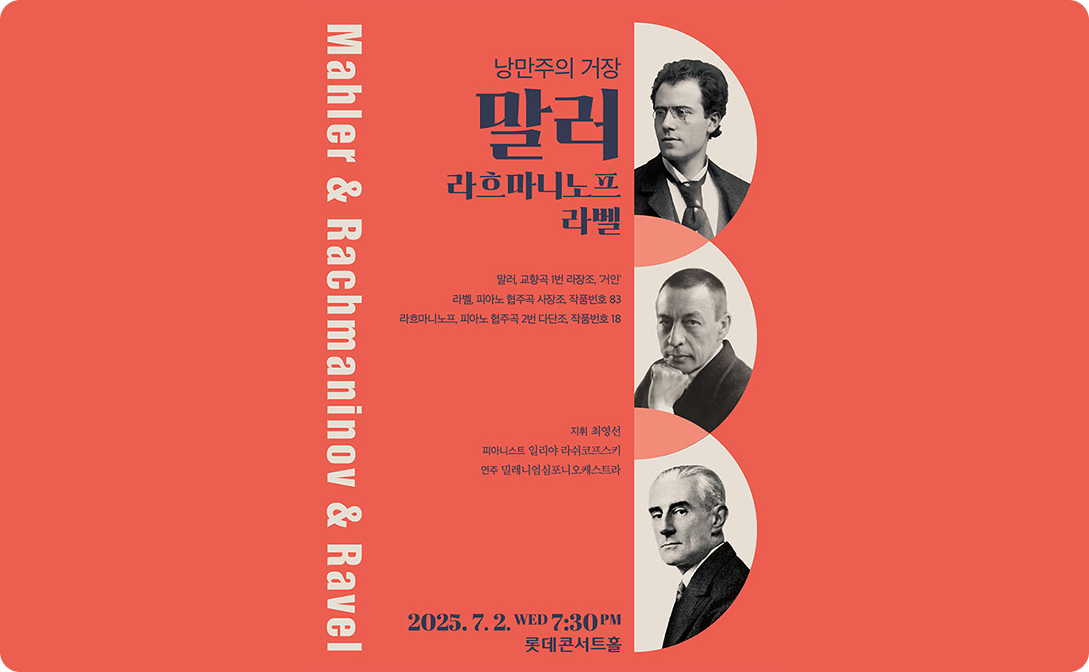 Mahler & Rachmaninov & Ravel
낭만주의 거장
말러
라흐마니노프
라벨
말러, 교향곡 1번 라장조, '거인'
라벨, 피아노 협주곡 사장조, 작품번호 83
라흐마니노프, 피아노 협주곡 2번 다단조, 작품번호 18
지휘 최영선
피아니스트 일리야 라쉬코프스키
연주 밀레니엄심포니오케스트라
2025. 7. 2. WED 7:30 PM
롯데콘서트홀